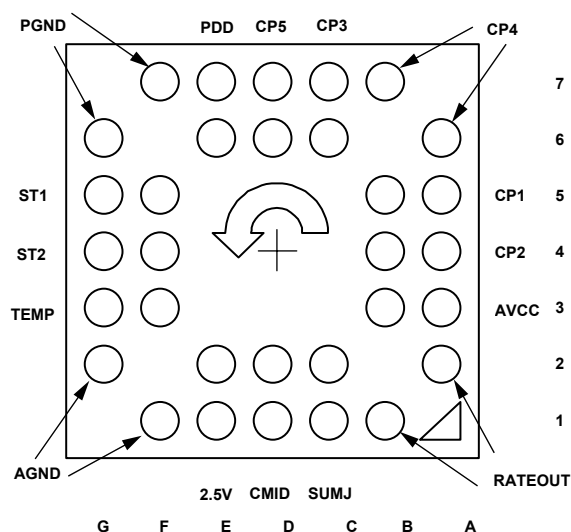 PGND PDD CP5 CP3 CP4
7
6
ST1 CP1 5
ST2 CP2 4
TEMP AVCC 3
2
1
AGND RATEOUT
2.5V CMID SUMJ
G F E D C B A